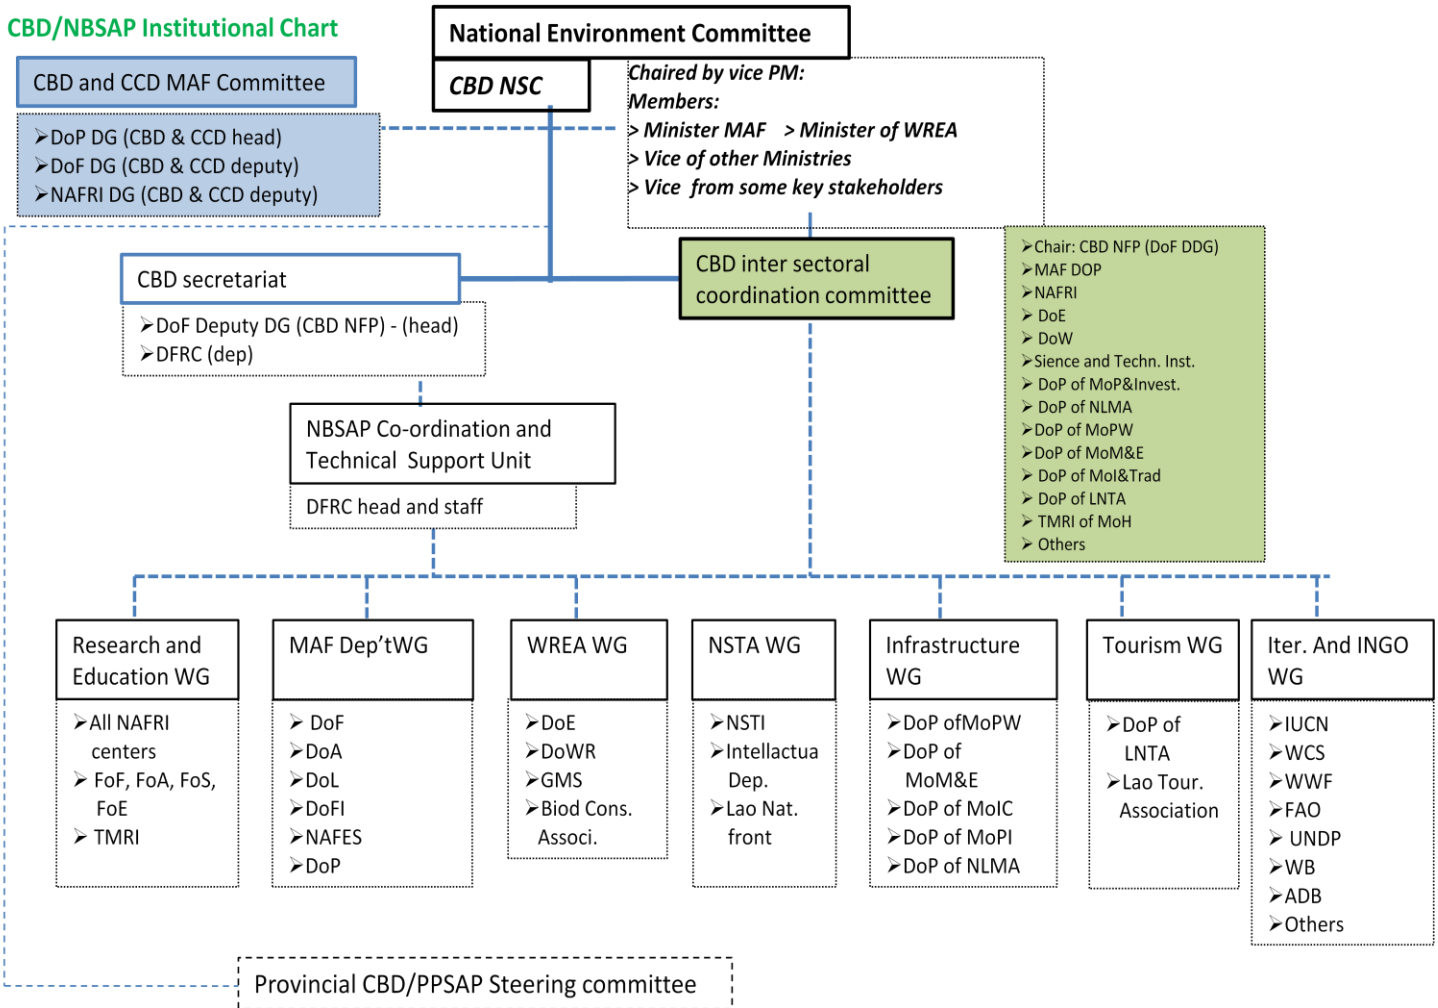 CBD/NBSAP Institutional Chart
National Environment Committee
CBD NSC
Chaired by vice PM:
Members:
> Minister MAF > Minister of WREA
> Vice of other Ministries
> Vice from some key stakeholders
CBD and CCD MAF Committee
➢DoP DG (CBD & CCD head)
➢DoF DG (CBD & CCD deputy)
➢NAFRI DG (CBD & CCD deputy)
CBD secretariat
➢DoF Deputy DG (CBD NFP) - (head)
➢DFRC (dep)
CBD inter sectoral
coordination committee
➢Chair: CBD NFP (DoF DDG)
➢MAF DOP
➢NAFRI
➢ DoE
➢ DoW
➢Sience and Techn. Inst.
➢ DoP of MoP&Invest.
➢ DoP of NLMA
➢DoP of MoPW
➢DoP of MoM&E
➢ DoP of MoI&Trad
➢ DoP of LNTA
➢ TMRI of MoH
➢ Others
NBSAP Co-ordination and
Technical Support Unit
DFRC head and staff
Research and
Education WG
➢All NAFRI
centers
➢ FoF, FoA, FoS,
FoE
➢ TMRI
MAF Dep’tWG
➢ DoF
➢DoA
➢DoL
➢DoFI
➢NAFES
➢DoP
WREA WG
➢DoE
➢DoWR
➢GMS
➢Biod Cons.
Associ.
NSTA WG
➢NSTI
➢Intellactua
Dep.
➢Lao Nat.
front
Infrastructure
WG
➢DoP ofMoPW
➢DoP of
MoM&E
➢DoP of MoIC
➢DoP of MoPI
➢DoP of NLMA
Tourism WG
➢DoP of
LNTA
➢Lao Tour.
Association
Iter. And INGO
WG
➢IUCN
➢WCS
➢WWF
➢FAO
➢ UNDP
➢WB
➢ADB
➢Others
Provincial CBD/PPSAP Steering committee